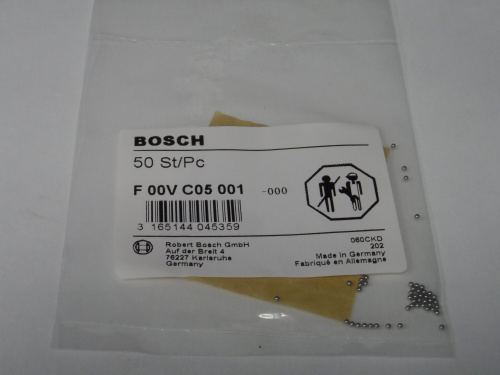 BOSCH
50 St/Pc
F 00V C05 001 -000
3 165144 045359
Robert Bosch GmbH
Auf der Breit 4
76227 Karlsruhe
Germany
060CKD
202
Made in Germany
Fabriqué en Allemagne